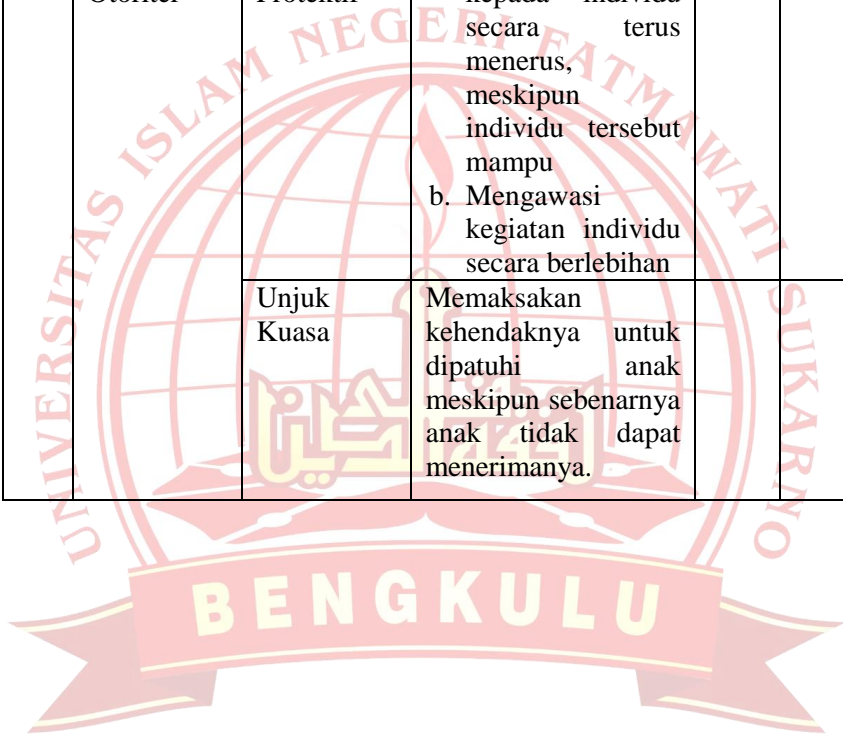 Otoriter Protektif kepada individu
secara terus
menerus,
meskipun
individu tersebut
mampu
b. Mengawasi
kegiatan individu
secara berlebihan
Unjuk
Kuasa
Memaksakan
kehendaknya untuk
dipatuhi anak
meskipun sebenarnya
anak tidak dapat
menerimanya.
UNIVERSITAS ISLAM NEGERI FATMAWATI SUKARNO
BENGKULU